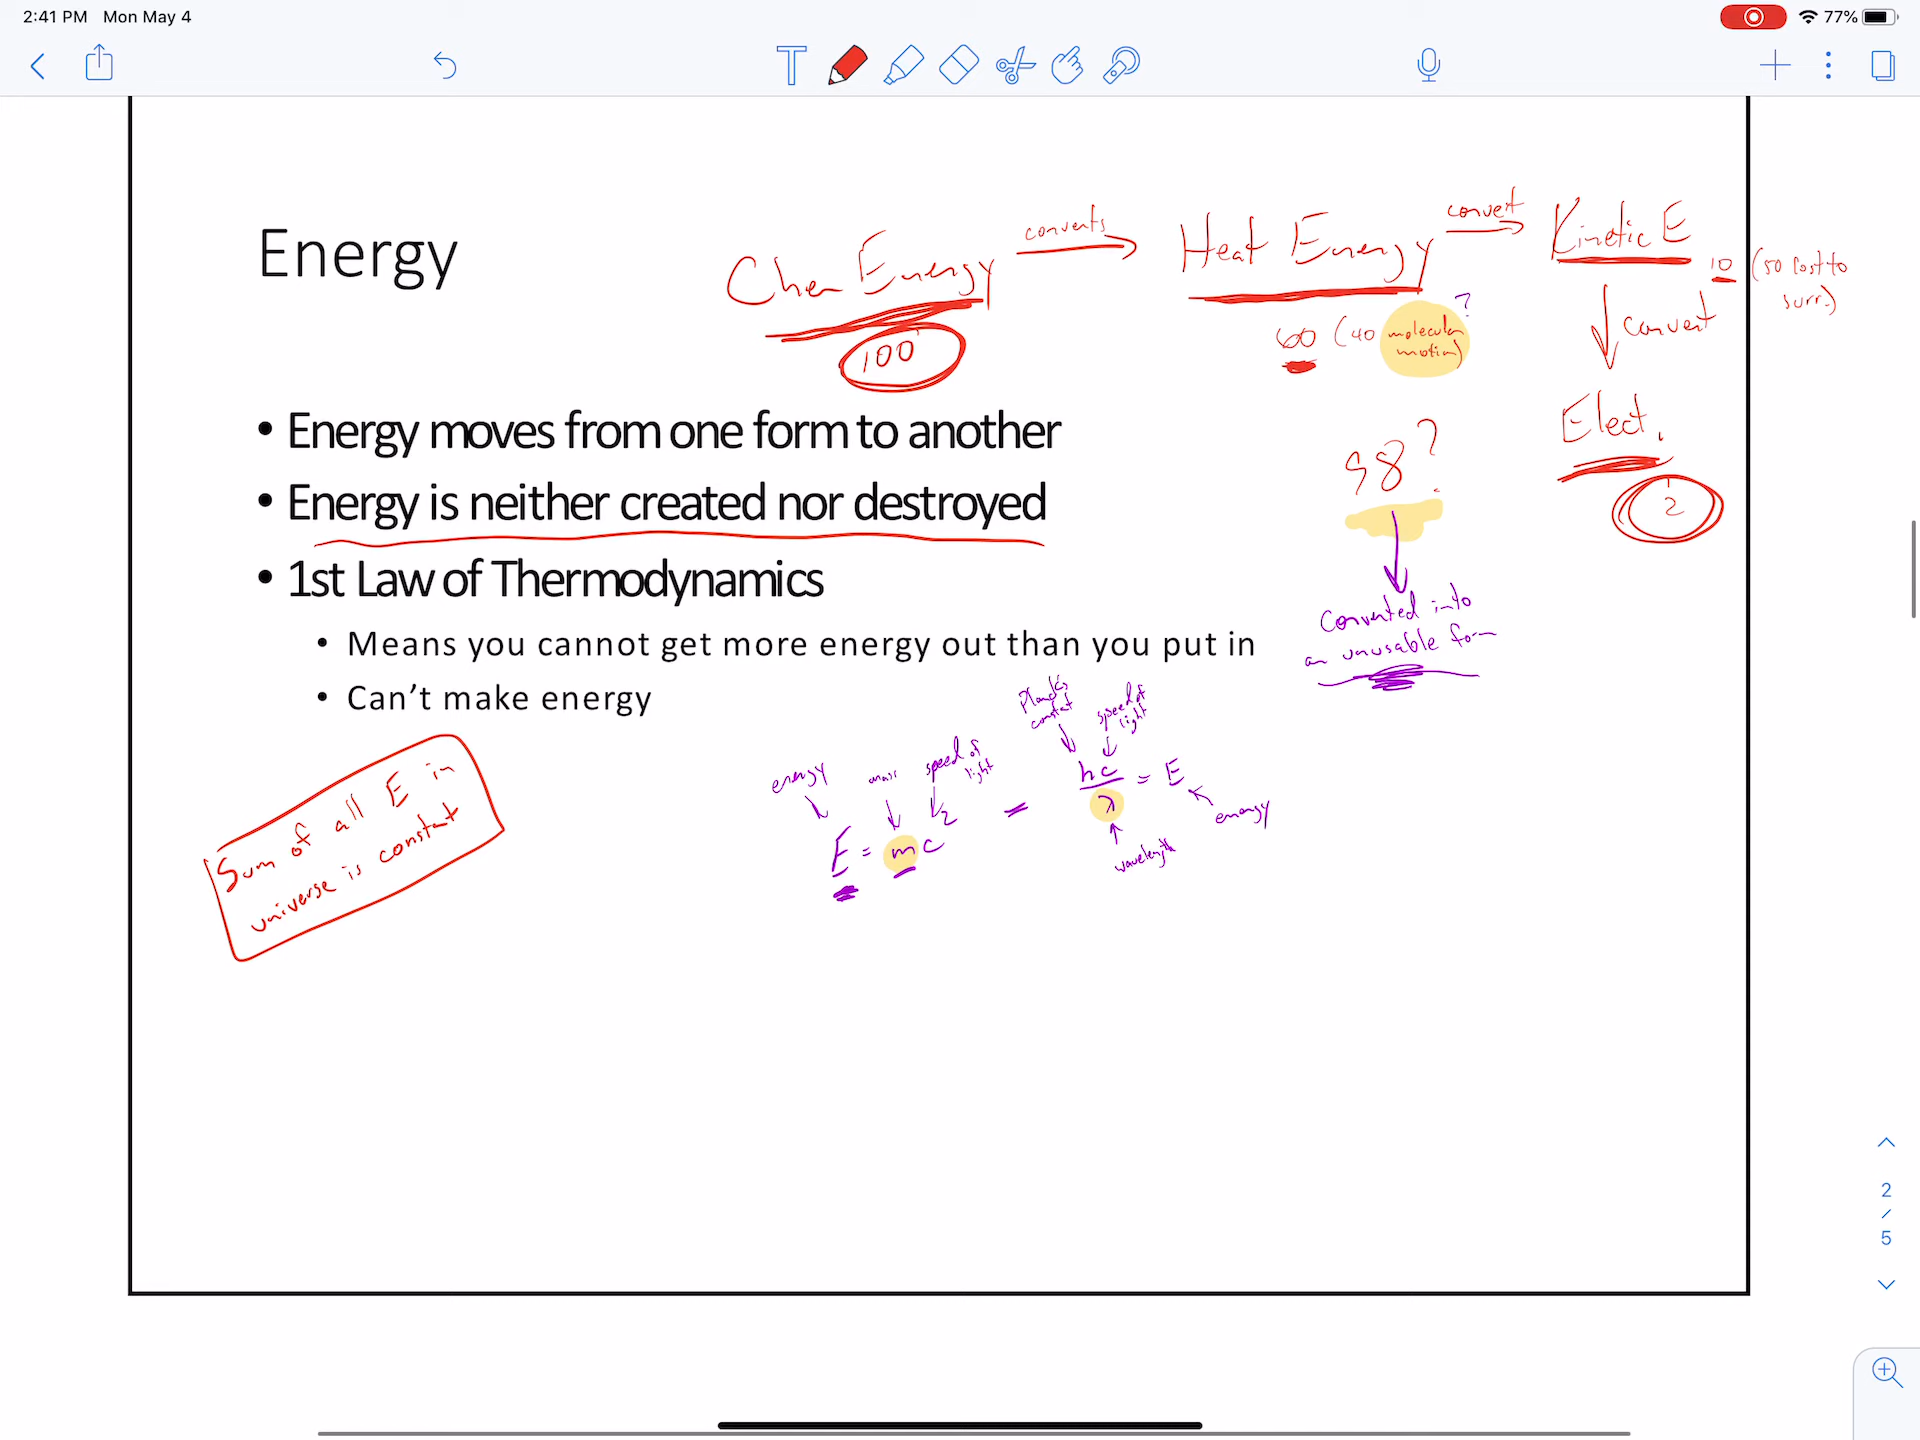 2:41 PM Mon May 4
77%
Energy
Chem Energy
converts
Heat Energy
convert
Kinetic E
100
60 (40 molecular
motion)
?
10 (50 lost to
surr.)
convert
Elect.
2
98?
Converted into
an unusable form
• Energy moves from one form to another
• Energy is neither created nor destroyed
• 1st Law of Thermodynamics
• Means you cannot get more energy out than you put in
• Can't make energy
Sum of all E in
universe is constant
energy
mass
speed of
light
E = mc2
=
Planck's
constant
speed of
light
hc
λ
= E
energy
wavelength
2
/
5